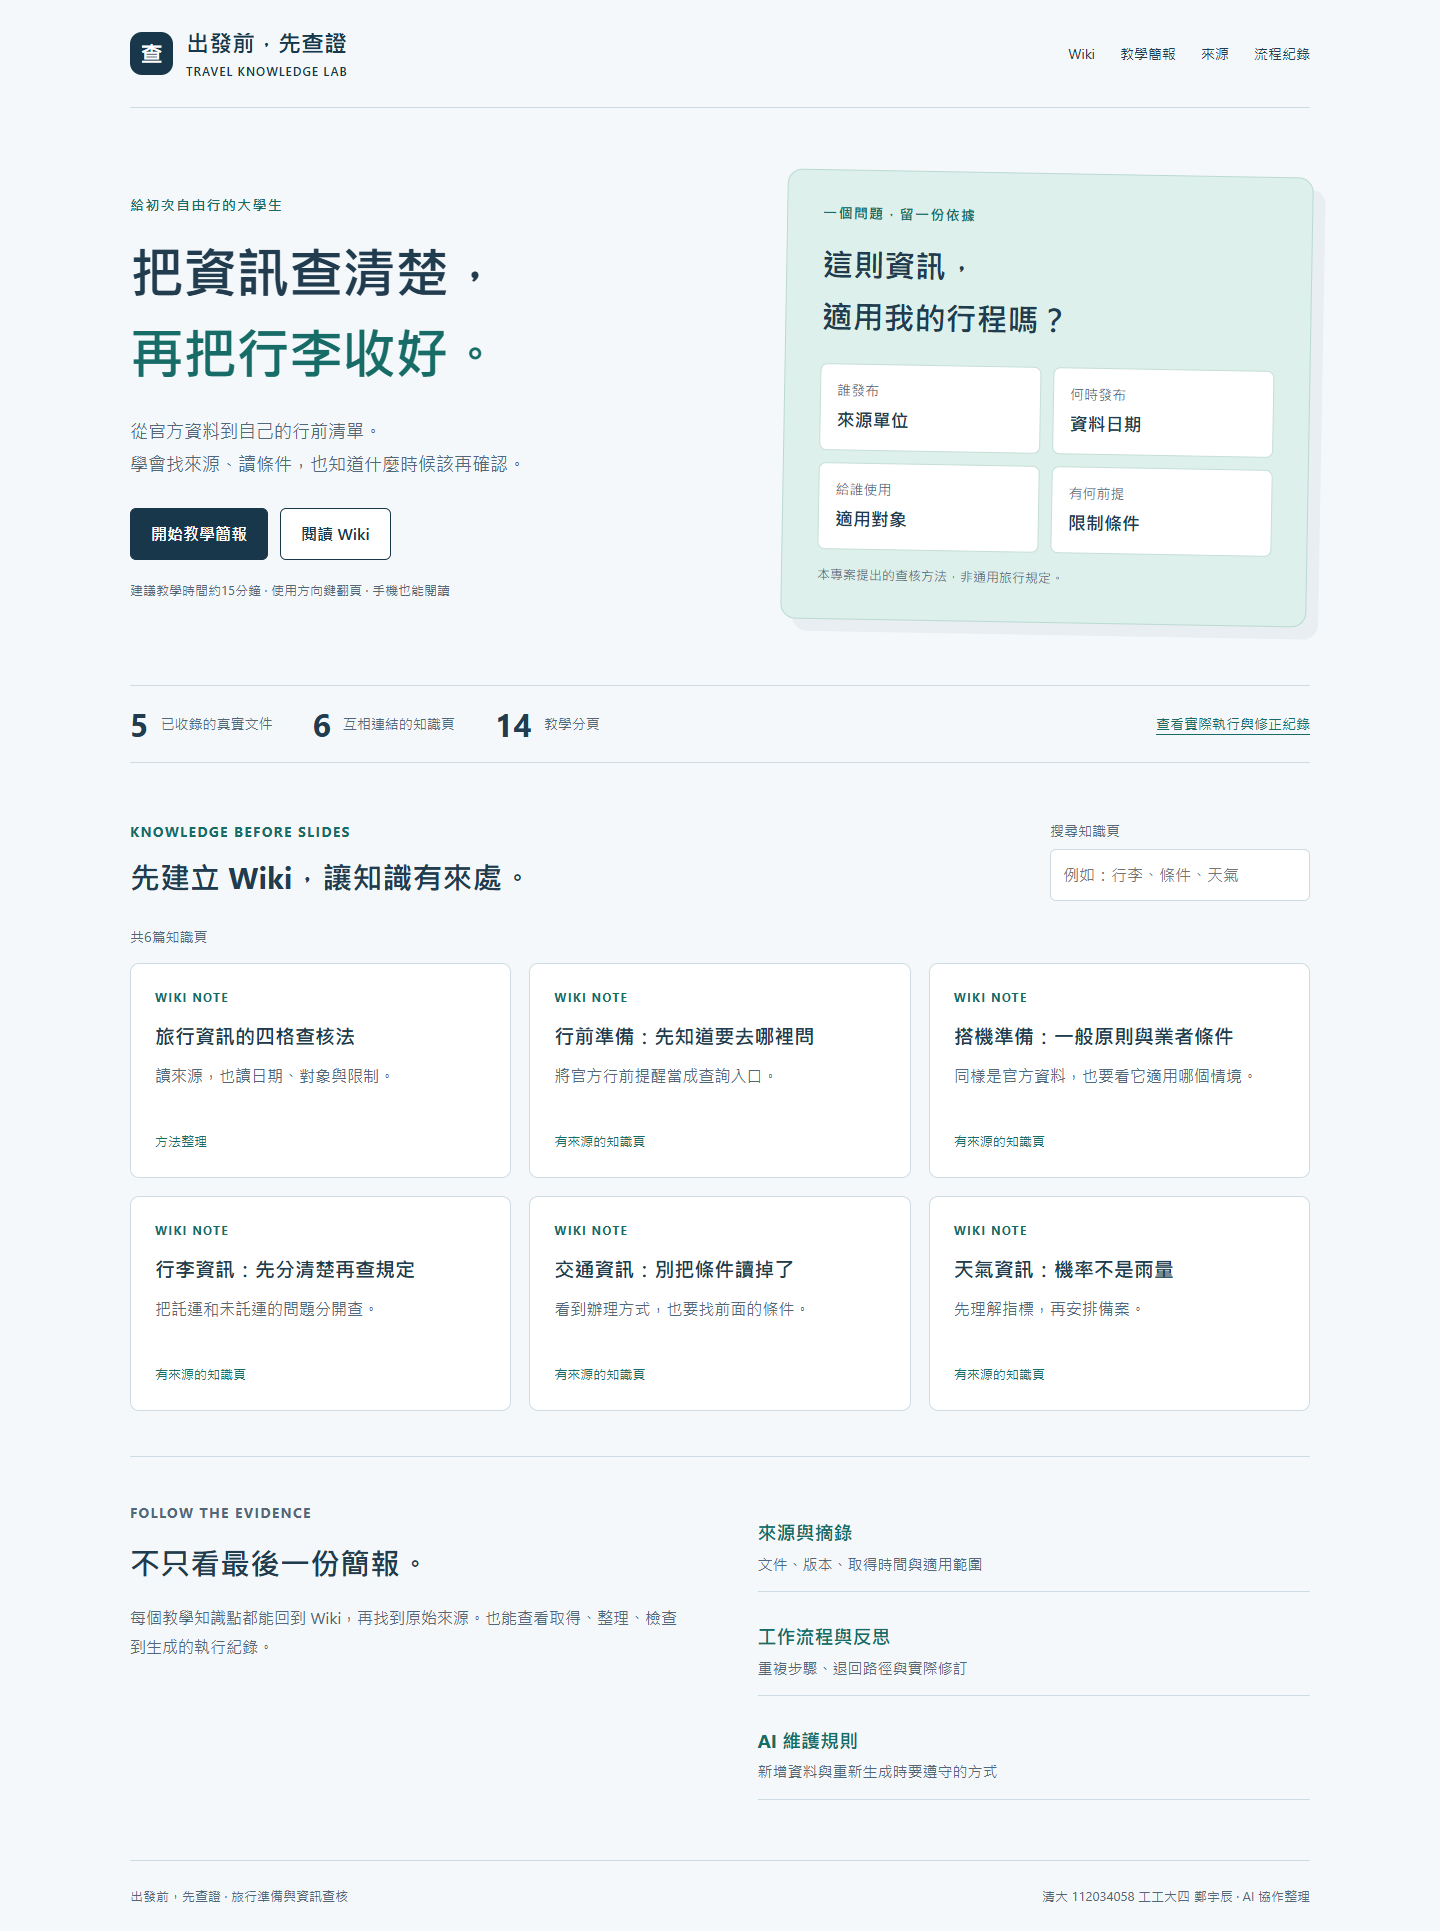 查
出發前，先查證
TRAVEL KNOWLEDGE LAB
Wiki
教學簡報
來源
流程紀錄
給初次自由行的大學生
把資訊查清楚，
再把行李收好。
從官方資料到自己的行前清單。
學會找來源、讀條件，也知道什麼時候該再確認。
開始教學簡報
閱讀 Wiki
建議教學時間約15分鐘 · 使用方向鍵翻頁 · 手機也能閱讀
一個問題，留一份依據
這則資訊，
適用我的行程嗎？
誰發布
來源單位
何時發布
資料日期
給誰使用
適用對象
有何前提
限制條件
本專案提出的查核方法，非通用旅行規定。
5 已收錄的真實文件
6 互相連結的知識頁
14 教學分頁
查看實際執行與修正紀錄
KNOWLEDGE BEFORE SLIDES
先建立 Wiki，讓知識有來處。
搜尋知識頁
例如：行李、條件、天氣
共6篇知識頁
WIKI NOTE
旅行資訊的四格查核法
讀來源，也讀日期、對象與限制。
方法整理
WIKI NOTE
行前準備：先知道要去哪裡問
將官方行前提醒當成查詢入口。
有來源的知識頁
WIKI NOTE
搭機準備：一般原則與業者條件
同樣是官方資料，也要看它適用哪個情境。
有來源的知識頁
WIKI NOTE
行李資訊：先分清楚再查規定
把託運和未託運的問題分開查。
有來源的知識頁
WIKI NOTE
交通資訊：別把條件讀掉了
看到辦理方式，也要找前面的條件。
有來源的知識頁
WIKI NOTE
天氣資訊：機率不是雨量
先理解指標，再安排備案。
有來源的知識頁
FOLLOW THE EVIDENCE
不只看最後一份簡報。
每個教學知識點都能回到 Wiki，再找到原始來源。也能查看取得、整理、檢查
到生成的執行紀錄。
來源與摘錄
文件、版本、取得時間與適用範圍
工作流程與反思
重複步驟、退回路徑與實際修訂
AI 維護規則
新增資料與重新生成時要遵守的方式
出發前，先查證 · 旅行準備與資訊查核
清大 112034058 工工大四 鄭宇辰 · AI 協作整理